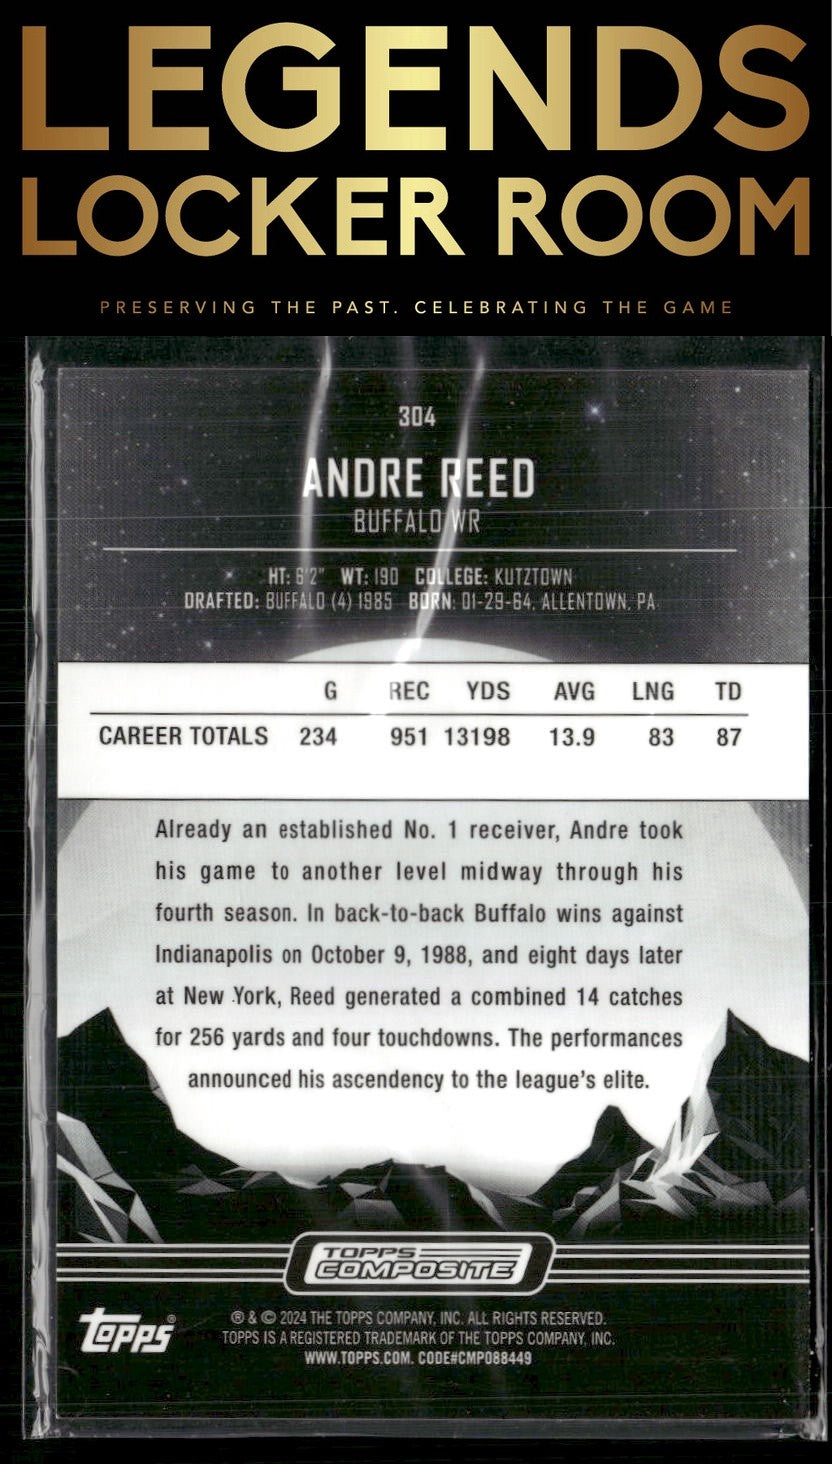 LEGENDS
LOCKER ROOM
PRESERVING THE PAST. CELEBRATING THE GAME
304
ANDRE REED
BUFFALO WR
HT: 6'2" WT: 190 COLLEGE: KUTZTOWN
DRAFTED: BUFFALO (4) 1985 BORN: 01-29-64, ALLENTOWN, PA
G REC YDS AVG LNG TD
CAREER TOTALS 234 951 13198 13.9 83 87
Already an established No. 1 receiver, Andre took
his game to another level midway through his
fourth season. In back-to-back Buffalo wins against
Indianapolis on October 9, 1988, and eight days later
at New York, Reed generated a combined 14 catches
for 256 yards and four touchdowns. The performances
announced his ascendency to the league's elite.
TOPPS
COMPOSITE
topps®
® & © 2024 THE TOPPS COMPANY, INC. ALL RIGHTS RESERVED.
TOPPS IS A REGISTERED TRADEMARK OF THE TOPPS COMPANY, INC.
WWW.TOPPS.COM. CODE#CMP088449